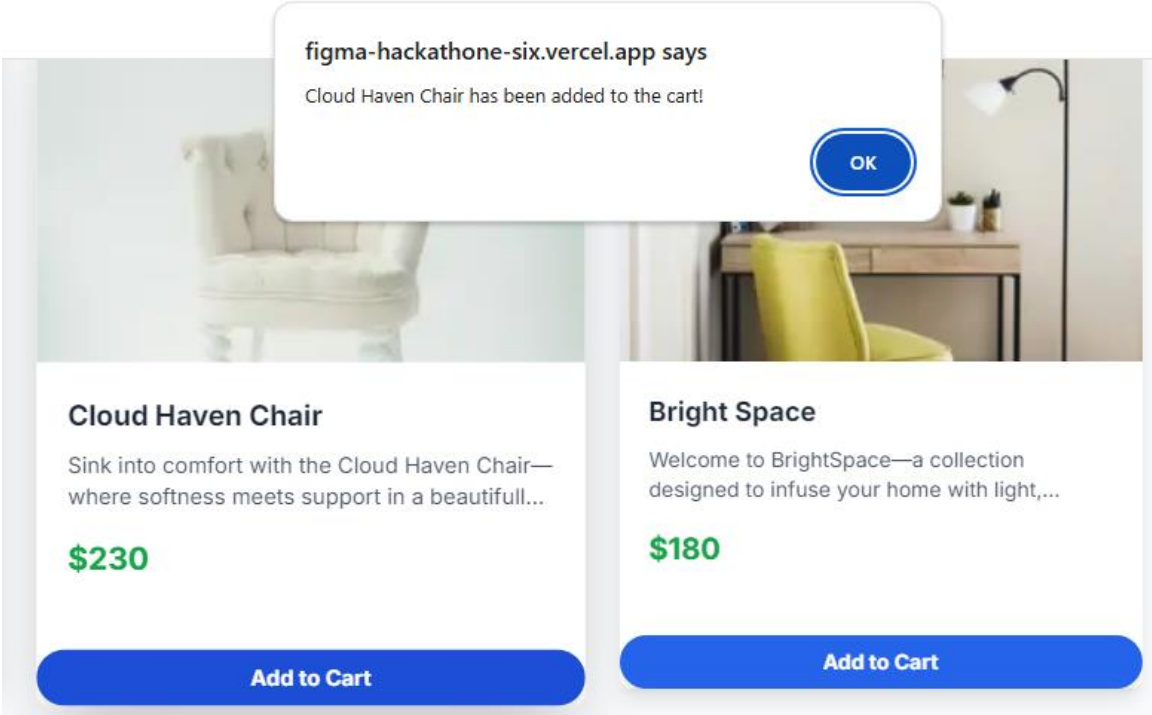 figma-hackathone-six.vercel.app says
Cloud Haven Chair has been added to the cart!
OK
Cloud Haven Chair
Sink into comfort with the Cloud Haven Chair—
where softness meets support in a beautifull...
$230
Add to Cart
Bright Space
Welcome to BrightSpace—a collection
designed to infuse your home with light,...
$180
Add to Cart